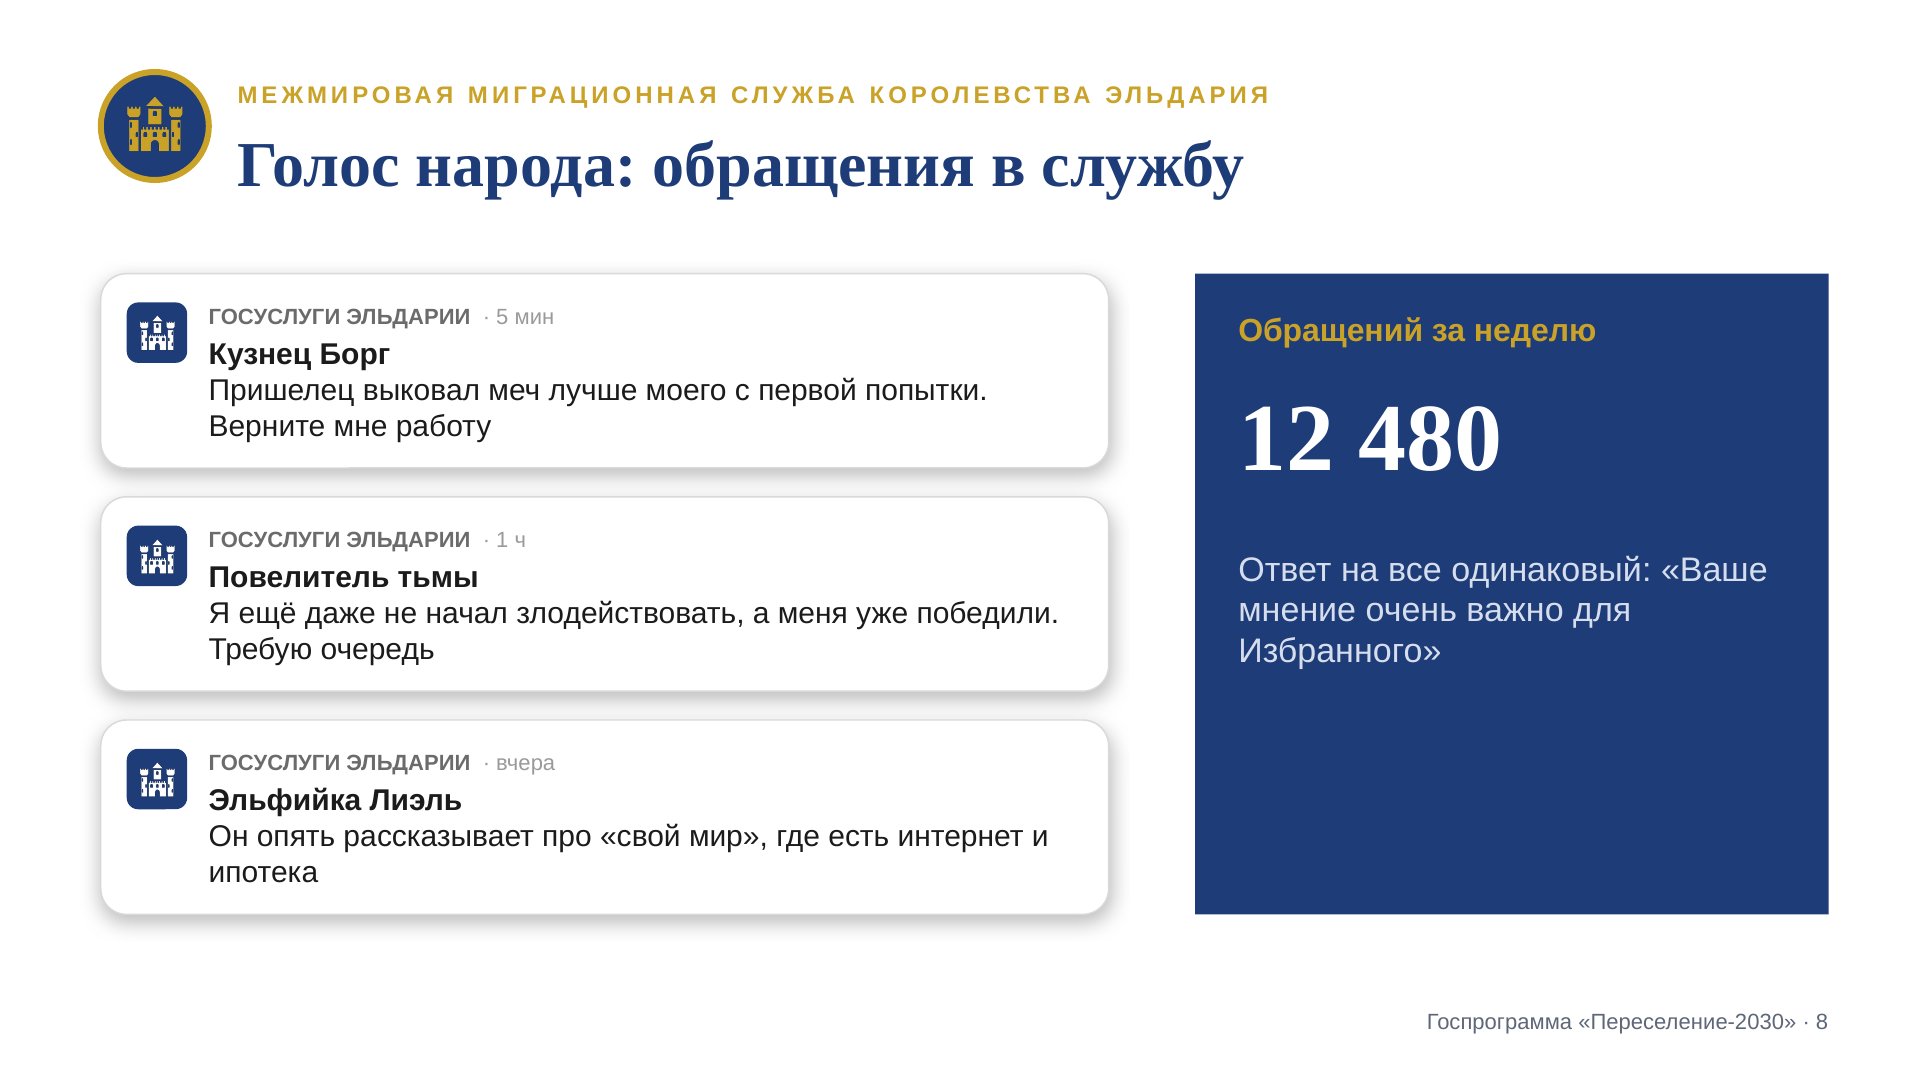 МЕЖМИРОВАЯ МИГРАЦИОННАЯ СЛУЖБА КОРОЛЕВСТВА ЭЛЬДАРИЯ
Голос народа: обращения в службу
ГОСУСЛУГИ ЭЛЬДАРИИ · 5 мин
Кузнец Борг
Пришелец выковал меч лучше моего с первой попытки.
Верните мне работу
ГОСУСЛУГИ ЭЛЬДАРИИ · 1 ч
Повелитель тьмы
Я ещё даже не начал злодействовать, а меня уже победили.
Требую очередь
ГОСУСЛУГИ ЭЛЬДАРИИ · вчера
Эльфийка Лиэль
Он опять рассказывает про «свой мир», где есть интернет и
ипотека
Обращений за неделю
12 480
Ответ на все одинаковый: «Ваше
мнение очень важно для
Избранного»
Госпрограмма «Переселение-2030» · 8